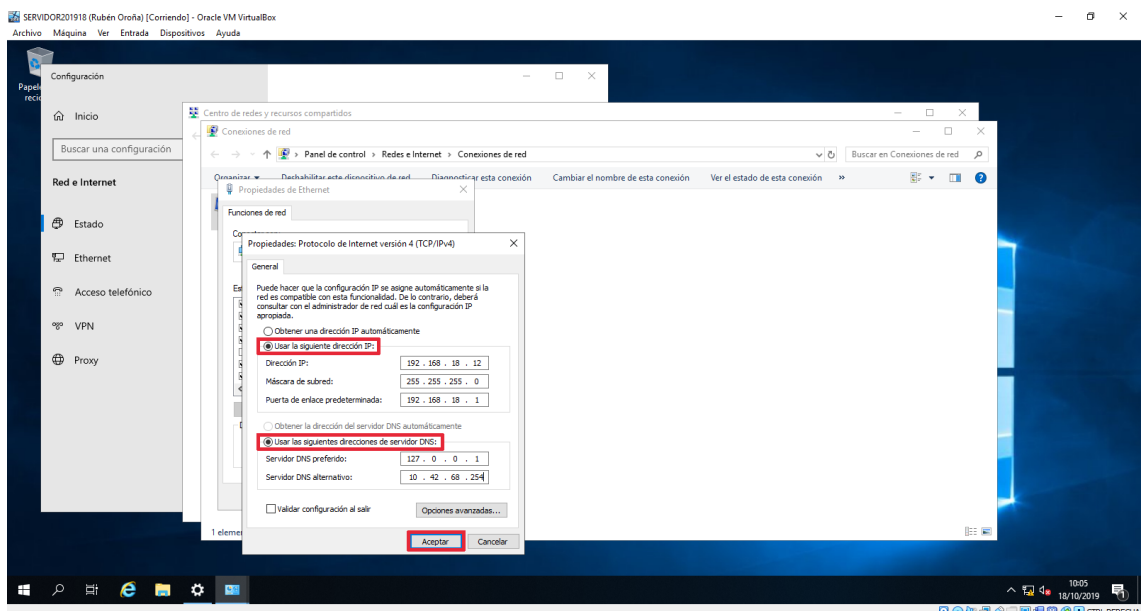 SERVIDOR201918 (Rubén Oroña) [Corriendo] - Oracle VM VirtualBox
Archivo Máquina Ver Entrada Dispositivos Ayuda
Configuración
Inicio
Buscar una configuración
Red e Internet
Estado
Ethernet
Acceso telefónico
VPN
Proxy
Centro de redes y recursos compartidos
Conexiones de red
Panel de control > Redes e Internet > Conexiones de red
Buscar en Conexiones de red
Organizar Deshabilitar este dispositivo de red Diagnosticar esta conexión Cambiar el nombre de esta conexión Ver el estado de esta conexión »
Propiedades de Ethernet
Funciones de red
Propiedades: Protocolo de Internet versión 4 (TCP/IPv4)
General
Puede hacer que la configuración IP se asigne automáticamente si la
red es compatible con esta funcionalidad. De lo contrario, deberá
consultar con el administrador de red cuál es la configuración IP
apropiada.
Obtener una dirección IP automáticamente
Usar la siguiente dirección IP:
Dirección IP: 192 . 168 . 18 . 12
Máscara de subred: 255 . 255 . 255 . 0
Puerta de enlace predeterminada: 192 . 168 . 18 . 1
Obtener la dirección del servidor DNS automáticamente
Usar las siguientes direcciones de servidor DNS:
Servidor DNS preferido: 127 . 0 . 0 . 1
Servidor DNS alternativo: 10 . 42 . 68 . 254
Validar configuración al salir
Opciones avanzadas...
Aceptar Cancelar
10:05
18/10/2019